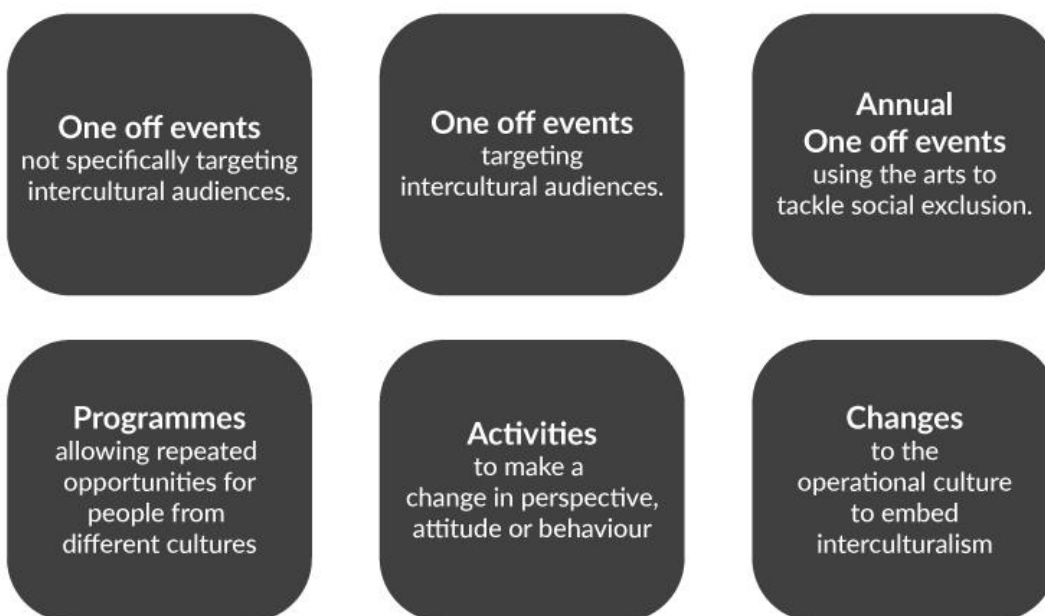 One off events
not specifically targeting
intercultural audiences.
One off events
targeting
intercultural audiences.
Annual
One off events
using the arts to
tackle social exclusion.
Programmes
allowing repeated
opportunities for
people from
different cultures
Activities
to make a
change in perspective,
attitude or behaviour
Changes
to the
operational culture
to embed
interculturalism